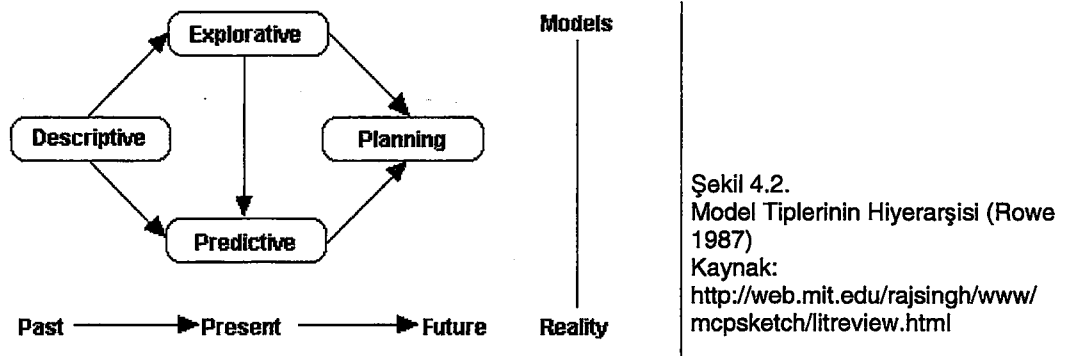 Explorative
Models
Descriptive
Planning
Predictive
Past
Present
Future
Reality
Şekil 4.2.
Model Tiplerinin Hiyerarşisi (Rowe
1987)
Kaynak:
http://web.mit.edu/rajsingh/www/
mcpsketch/litreview.html